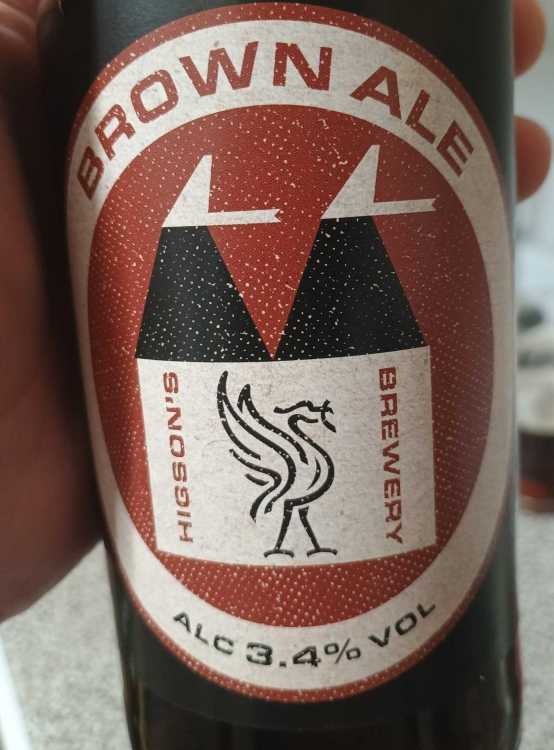 BROWN ALE
HIGSON'S
BREWERY
ALC 3.4% VOL